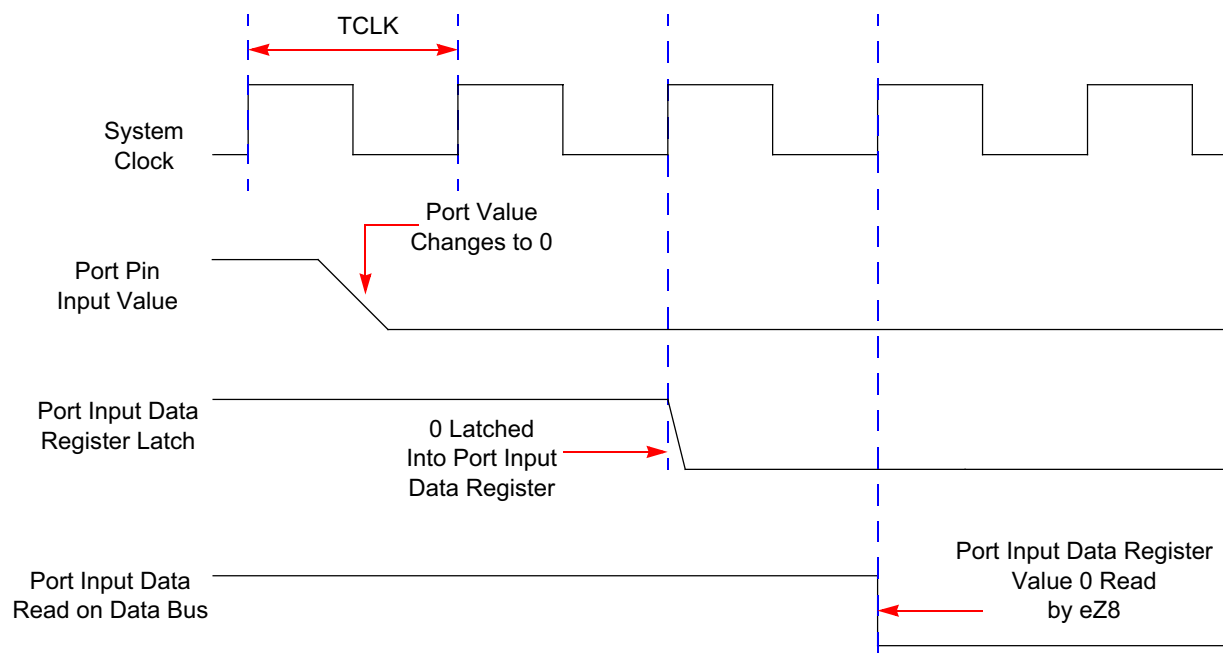 TCLK
System
Clock
Port Value
Changes to 0
Port Pin
Input Value
Port Input Data
Register Latch
0 Latched
Into Port Input
Data Register
Port Input Data
Read on Data Bus
Port Input Data Register
Value 0 Read
by eZ8